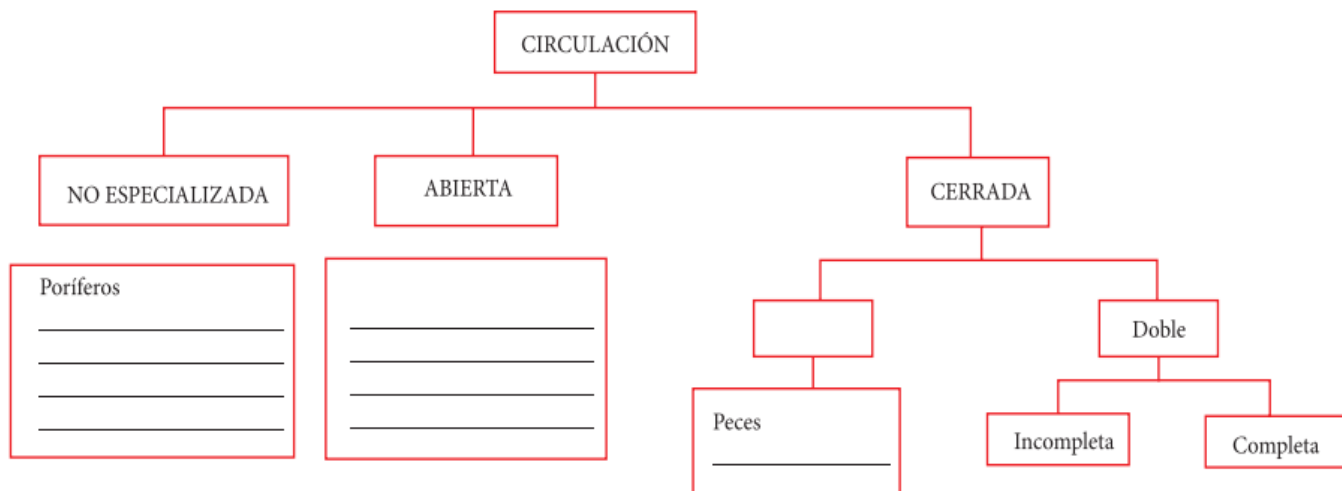 CIRCULACIÓN
NO ESPECIALIZADA
ABIERTA
CERRADA
Poríferos
Doble
Peces
Incompleta
Completa